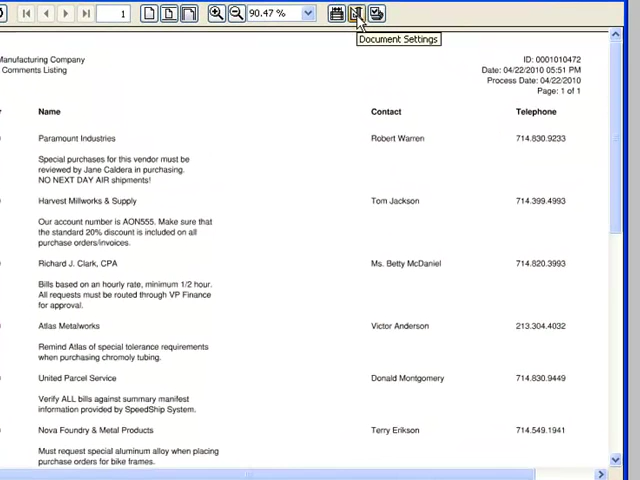 1
90.47 %
Document Settings
Manufacturing Company
ID: 0001010472
Comments Listing
Date: 04/22/2010 05:51 PM
Process Date: 04/22/2010
Page: 1 of 1
Name Contact Telephone
Paramount Industries Robert Warren 714.830.9233
Special purchases for this vendor must be
reviewed by Jane Caldera in purchasing.
NO NEXT DAY AIR shipments!
Harvest Millworks & Supply Tom Jackson 714.399.4993
Our account number is AON555. Make sure that
the standard 20% discount is included on all
purchase orders/invoices.
Richard J. Clark, CPA Ms. Betty McDaniel 714.820.3993
Bills based on an hourly rate, minimum 1/2 hour.
All requests must be routed through VP Finance
for approval.
Atlas Metalworks Victor Anderson 213.304.4032
Remind Atlas of special tolerance requirements
when purchasing chromoly tubing.
United Parcel Service Donald Montgomery 714.830.9449
Verify ALL bills against summary manifest
information provided by SpeedShip System.
Nova Foundry & Metal Products Terry Erikson 714.549.1941
Must request special aluminum alloy when placing
purchase orders for bike frames.